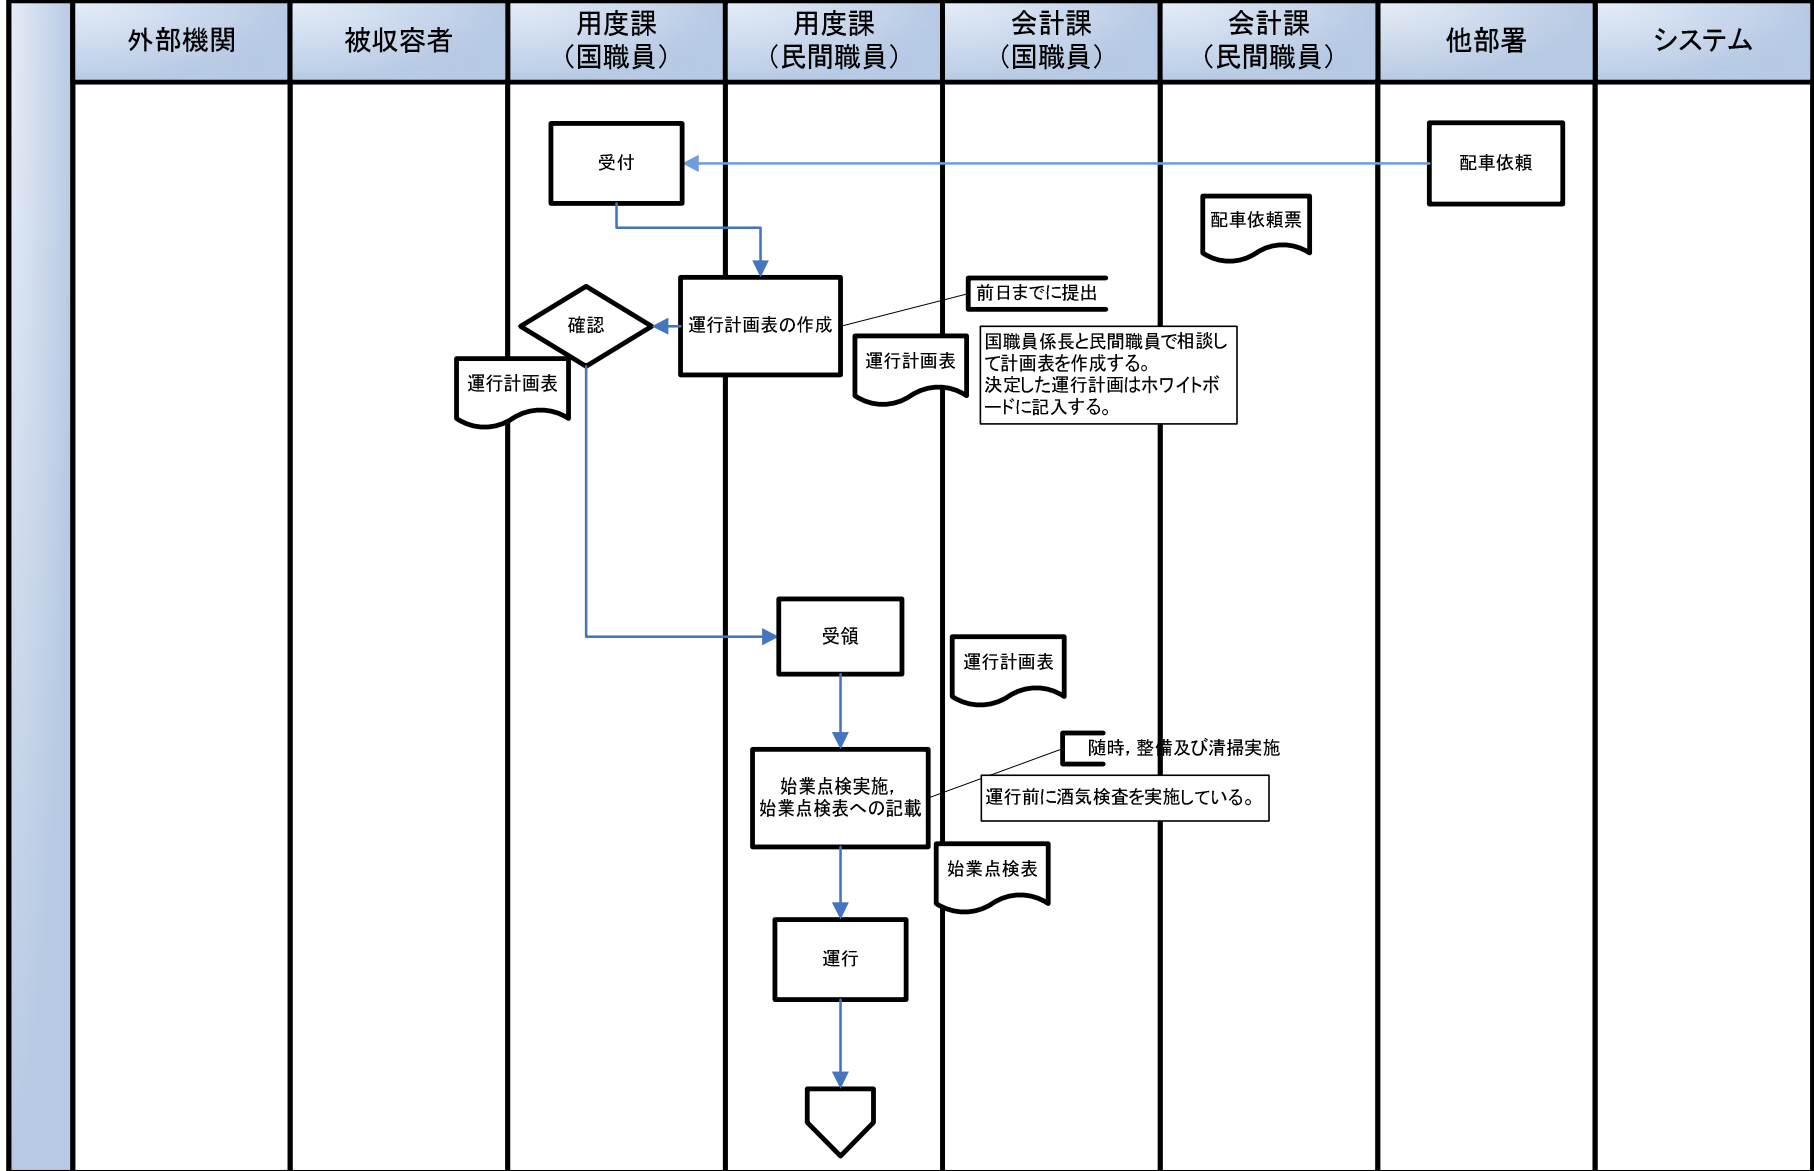 外部機関
被収容者
用度課
（国職員）
用度課
（民間職員）
会計課
（国職員）
会計課
（民間職員）
他部署
システム
受付
配車依頼
配車依頼票
前日までに提出
確認
運行計画表の作成
運行計画表
国職員係長と民間職員で相談し
て計画表を作成する。
決定した運行計画はホワイトボ
ードに記入する。
運行計画表
受領
運行計画表
随時，整備及び清掃実施
始業点検実施，
始業点検表への記載
運行前に酒気検査を実施している。
始業点検表
運行